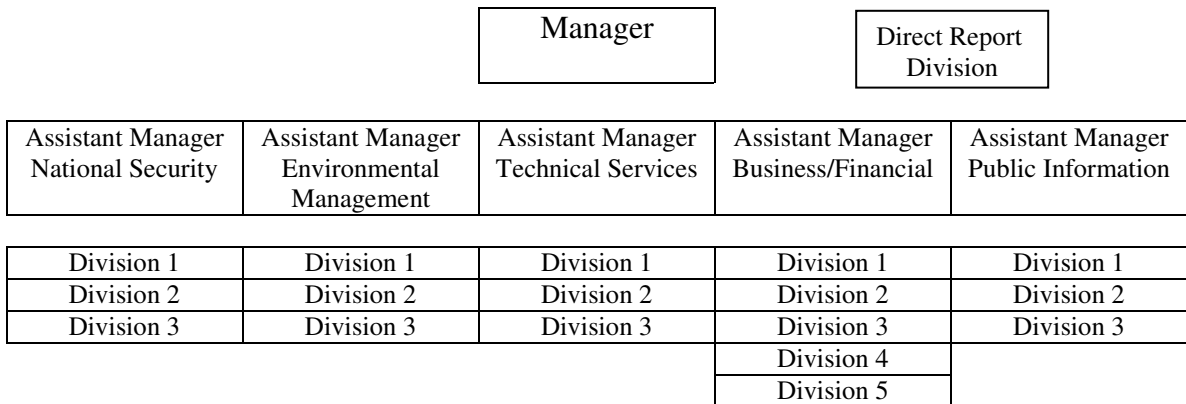 Manager
Direct Report
Division
Assistant Manager
National Security
Assistant Manager
Environmental
Management
Assistant Manager
Technical Services
Assistant Manager
Business/Financial
Assistant Manager
Public Information
Division 1 Division 1 Division 1 Division 1 Division 1
Division 2 Division 2 Division 2 Division 2 Division 2
Division 3 Division 3 Division 3 Division 3 Division 3
Division 4
Division 5